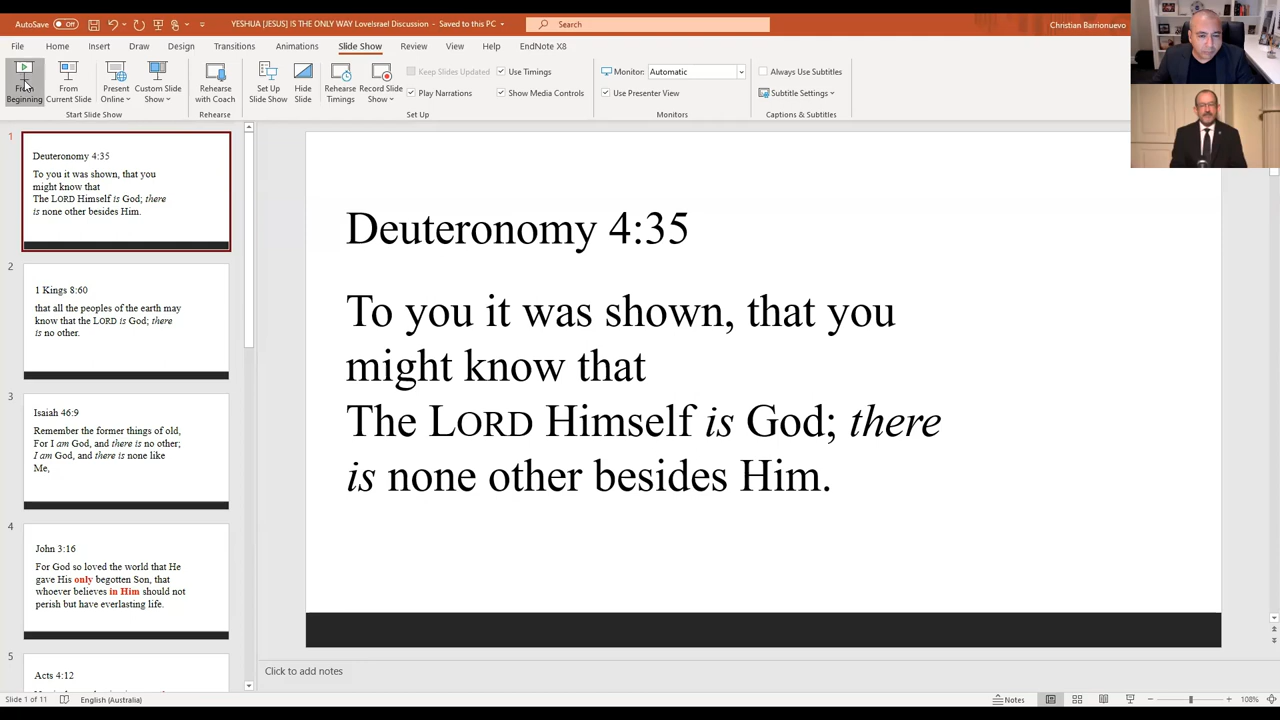 AutoSave
Off
YESHUA [JESUS] IS THE ONLY WAY LoveIsrael Discussion – Saved to this PC
Search
Christian Barrionuevo
File
Home
Insert
Draw
Design
Transitions
Animations
Slide Show
Review
View
Help
EndNote X8
From
Beginning
From
Current Slide
Present
Online
Custom Slide
Show
Start Slide Show
Rehearse
with Coach
Rehearse
Set Up
Slide Show
Hide
Slide
Rehearse
Timings
Record Slide
Show
Keep Slides Updated
Play Narrations
Use Timings
Show Media Controls
Set Up
Monitor:
Automatic
Use Presenter View
Monitors
Always Use Subtitles
Subtitle Settings
Captions & Subtitles
1
Deuteronomy 4:35
To you it was shown, that you
might know that
The LORD Himself is God; there
is none other besides Him.
2
1 Kings 8:60
that all the peoples of the earth may
know that the LORD is God; there
is no other.
3
Isaiah 46:9
Remember the former things of old,
For I am God, and there is no other;
I am God, and there is none like
Me,
4
John 3:16
For God so loved the world that He
gave His only begotten Son, that
whoever believes in Him should not
perish but have everlasting life.
5
Acts 4:12
Deuteronomy 4:35
To you it was shown, that you
might know that
The LORD Himself is God; there
is none other besides Him.
Click to add notes
Slide 1 of 11
English (Australia)
Notes
108%